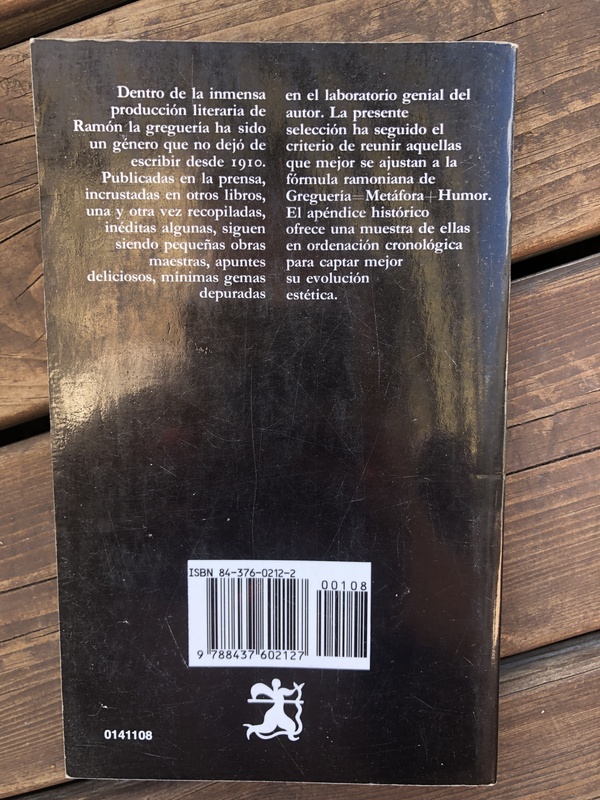 Dentro de la inmensa
producción literaria de
Ramón la greguería ha sido
un género que no dejó de
escribir desde 1910.
Publicadas en la prensa,
incrustadas en otros libros,
una y otra vez recopiladas,
inéditas algunas, siguen
siendo pequeñas obras
maestras, apuntes
deliciosos, mínimas gemas
depuradas
en el laboratorio genial del
autor. La presente
selección ha seguido el
criterio de reunir aquellas
que mejor se ajustan a la
fórmula ramoniana de
Greguería=Metáfora+Humor.
El apéndice histórico
ofrece una muestra de ellas
en ordenación cronológica
para captar mejor
su evolución
estética.
ISBN 84-376-0212-2
00108
9 788437 602127
0141108